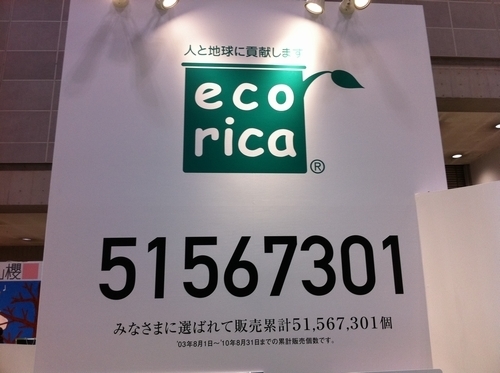 人と地球に貢献します
eco
rica
®
51567301
みなさまに選ばれて販売累計51,567,301個
'03年8月1日～'10年8月31日までの累計販売個数です。
櫻